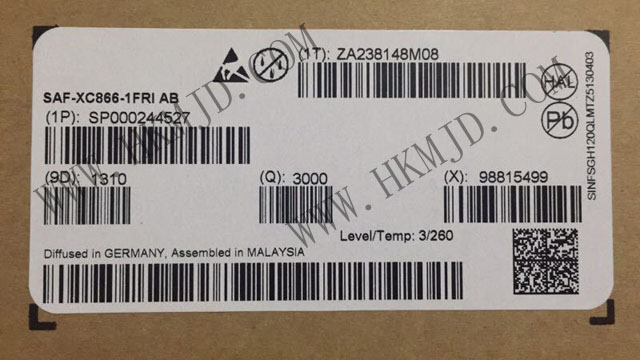 (1T): ZA238148M08
SAF-XC866-1FRI AB
(1P): SP000244527
HAL
Pb
(9D): 1310
(Q): 3000
(X): 98815499
Level/Temp: 3/260
Diffused in GERMANY, Assembled in MALAYSIA
SINFSGH120QLMTZ5130403
WWW.HKMJD.COM
WWW.HKMJD.COM